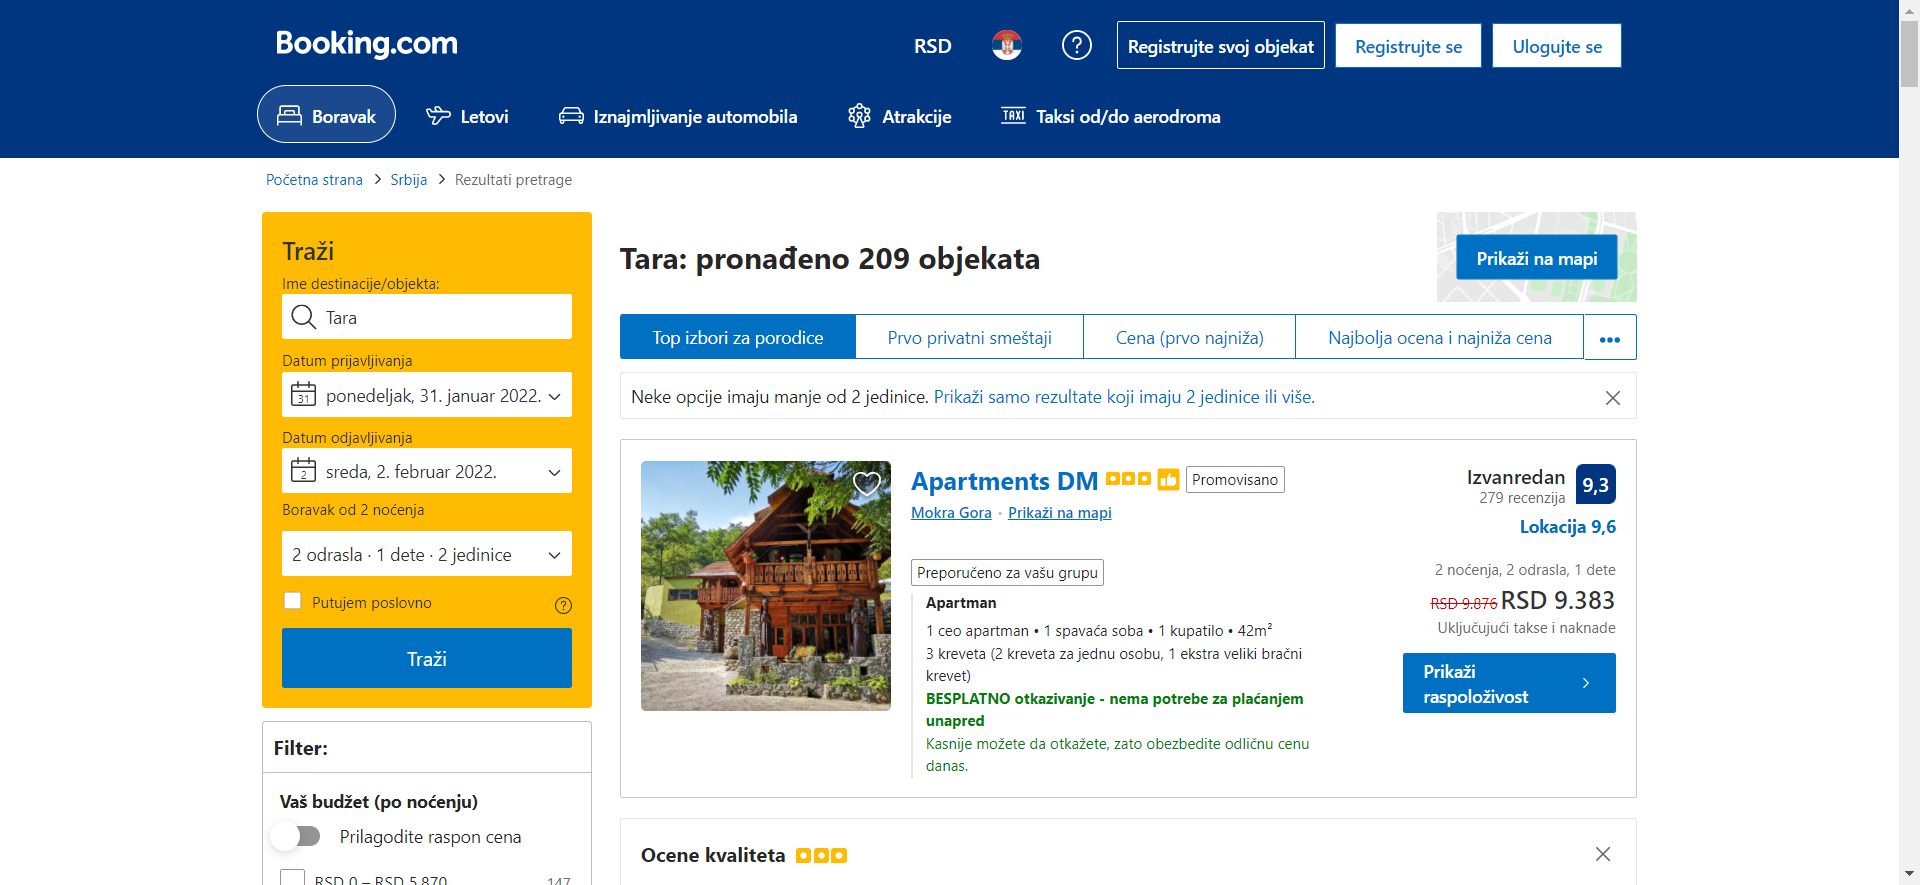 Booking.com
RSD
Registrujte svoj objekat
Registrujte se
Ulogujte se
Boravak
Letovi
Iznajmljivanje automobila
Atrakcije
TAXI
Taksi od/do aerodroma
Početna strana
Srbija
Rezultati pretrage
Traži
Ime destinacije/objekta:
Tara
Datum prijavljivanja
31
ponedeljak, 31. januar 2022.
Datum odjavljivanja
2
sreda, 2. februar 2022.
Boravak od 2 noćenja
2 odrasla · 1 dete · 2 jedinice
Putujem poslovno
Traži
Filter:
Vaš budžet (po noćenju)
Prilagodite raspon cena
RSD 0 – RSD 5.870
147
Tara: pronađeno 209 objekata
Prikaži na mapi
Top izbori za porodice
Prvo privatni smeštaji
Cena (prvo najniža)
Najbolja ocena i najniža cena
Neke opcije imaju manje od 2 jedinice. Prikaži samo rezultate koji imaju 2 jedinice ili više.
Apartments DM
Promovisano
Mokra Gora
Prikaži na mapi
Preporučeno za vašu grupu
Apartman
1 ceo apartman • 1 spavaća soba • 1 kupatilo • 42m²
3 kreveta (2 kreveta za jednu osobu, 1 ekstra veliki bračni
krevet)
BESPLATNO otkazivanje - nema potrebe za plaćanjem
unapred
Kasnije možete da otkažete, zato obezbedite odličnu cenu
danas.
Izvanredan
279 recenzija
9,3
Lokacija 9,6
2 noćenja, 2 odrasla, 1 dete
RSD 9.876 RSD 9.383
Uključujući takse i naknade
Prikaži
raspoloživost
Ocene kvaliteta